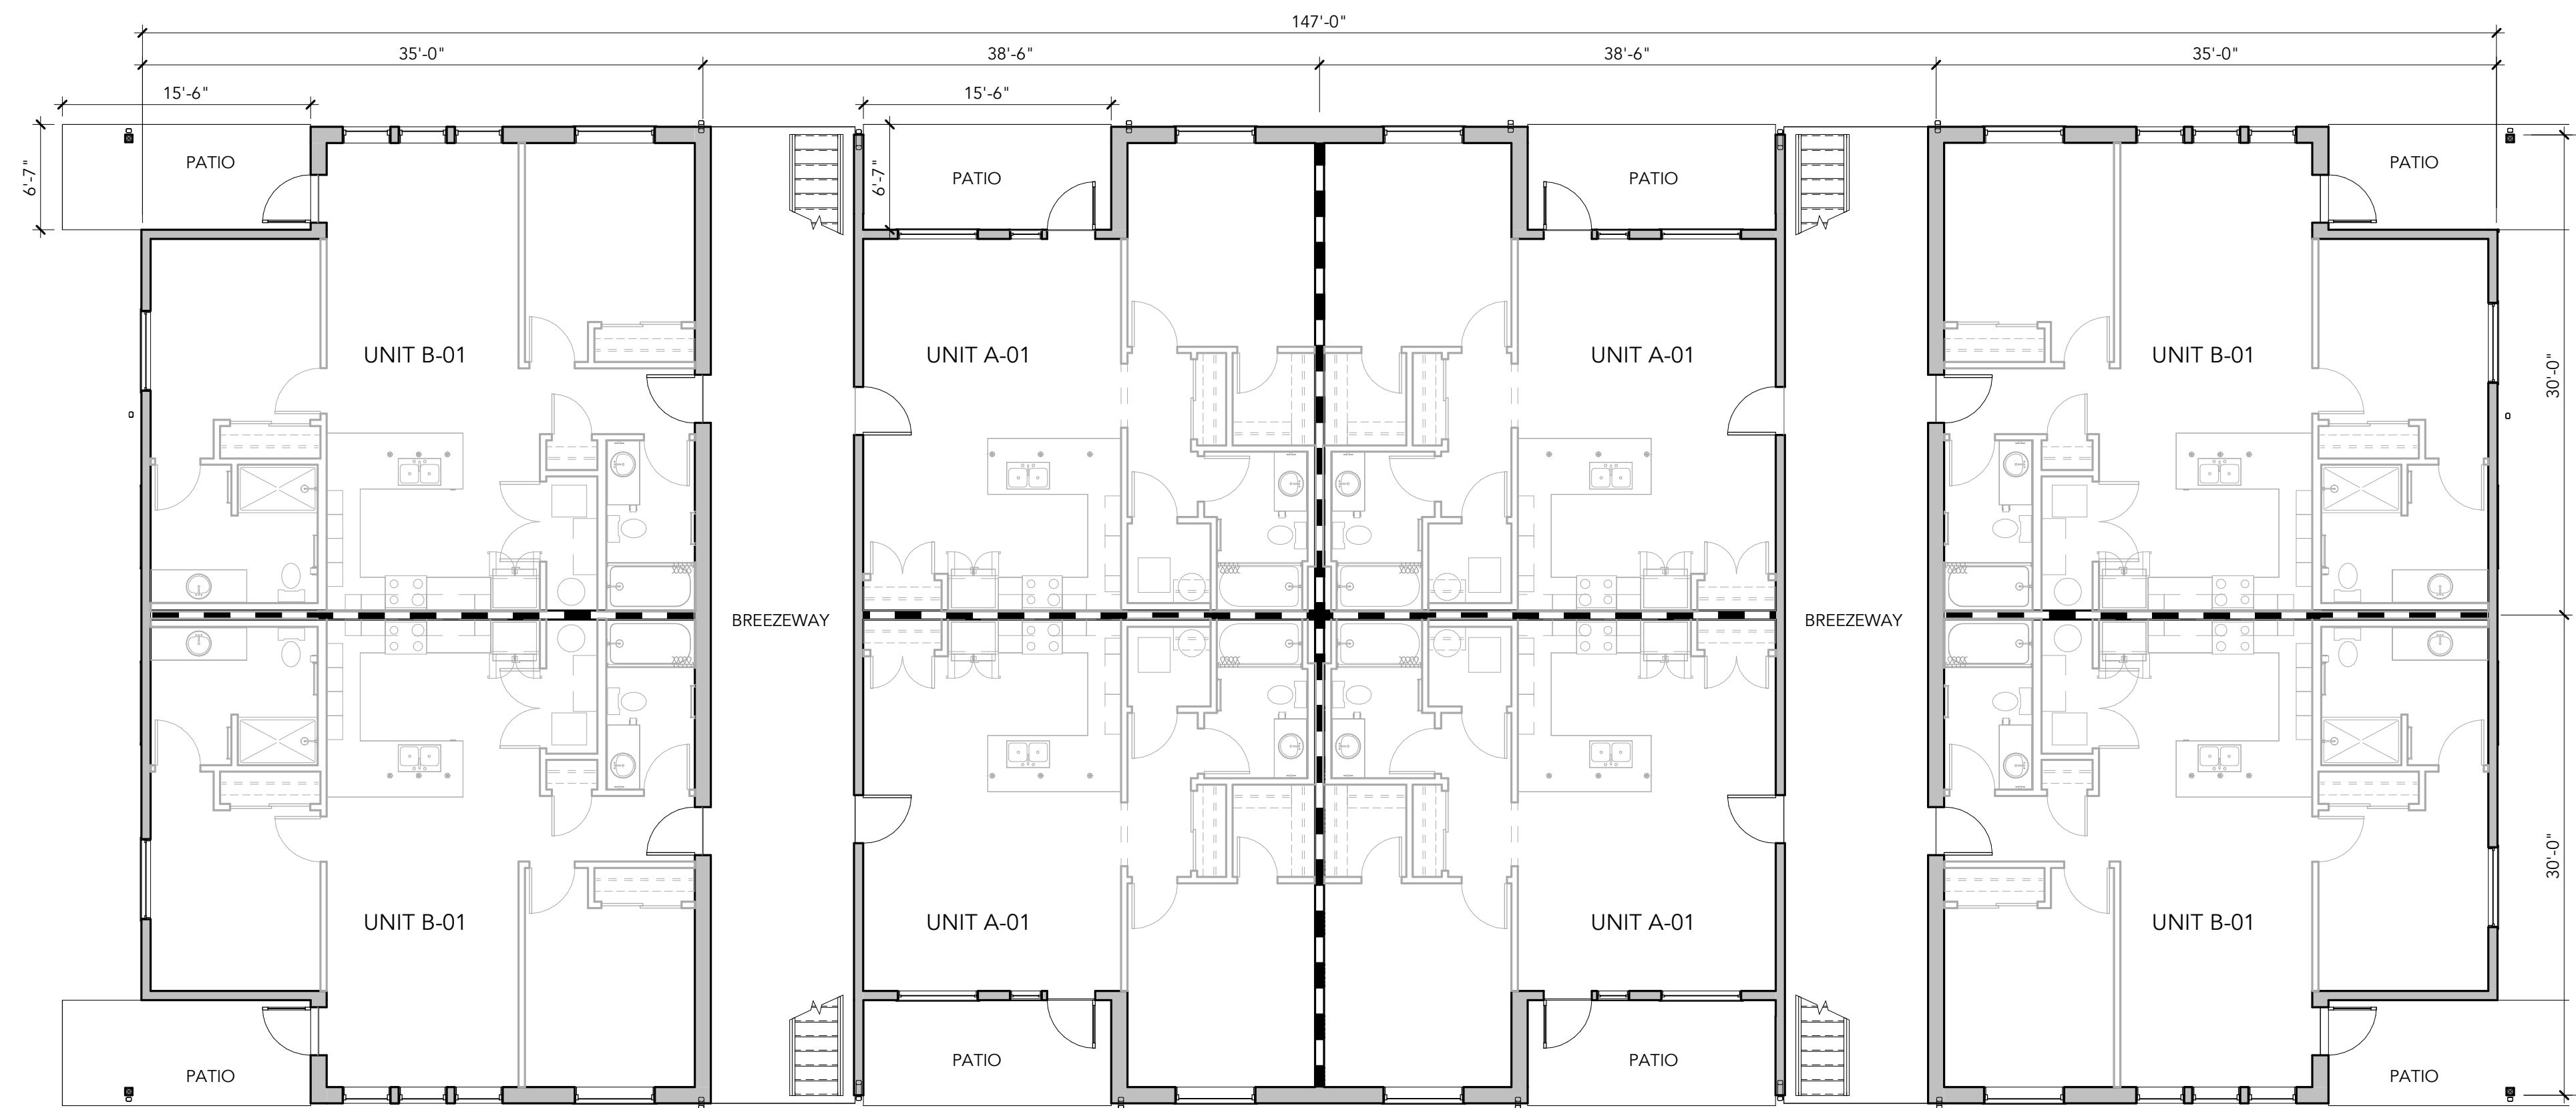 147'-0"
35'-0"
38'-6"
38'-6"
35'-0"
15'-6"
15'-6"
6'-7"
PATIO
6'-7"
PATIO
PATIO
PATIO
UNIT B-01
UNIT A-01
UNIT A-01
UNIT B-01
30'-0"
BREEZEWAY
BREEZEWAY
30'-0"
UNIT B-01
UNIT A-01
UNIT A-01
UNIT B-01
PATIO
PATIO
PATIO
PATIO